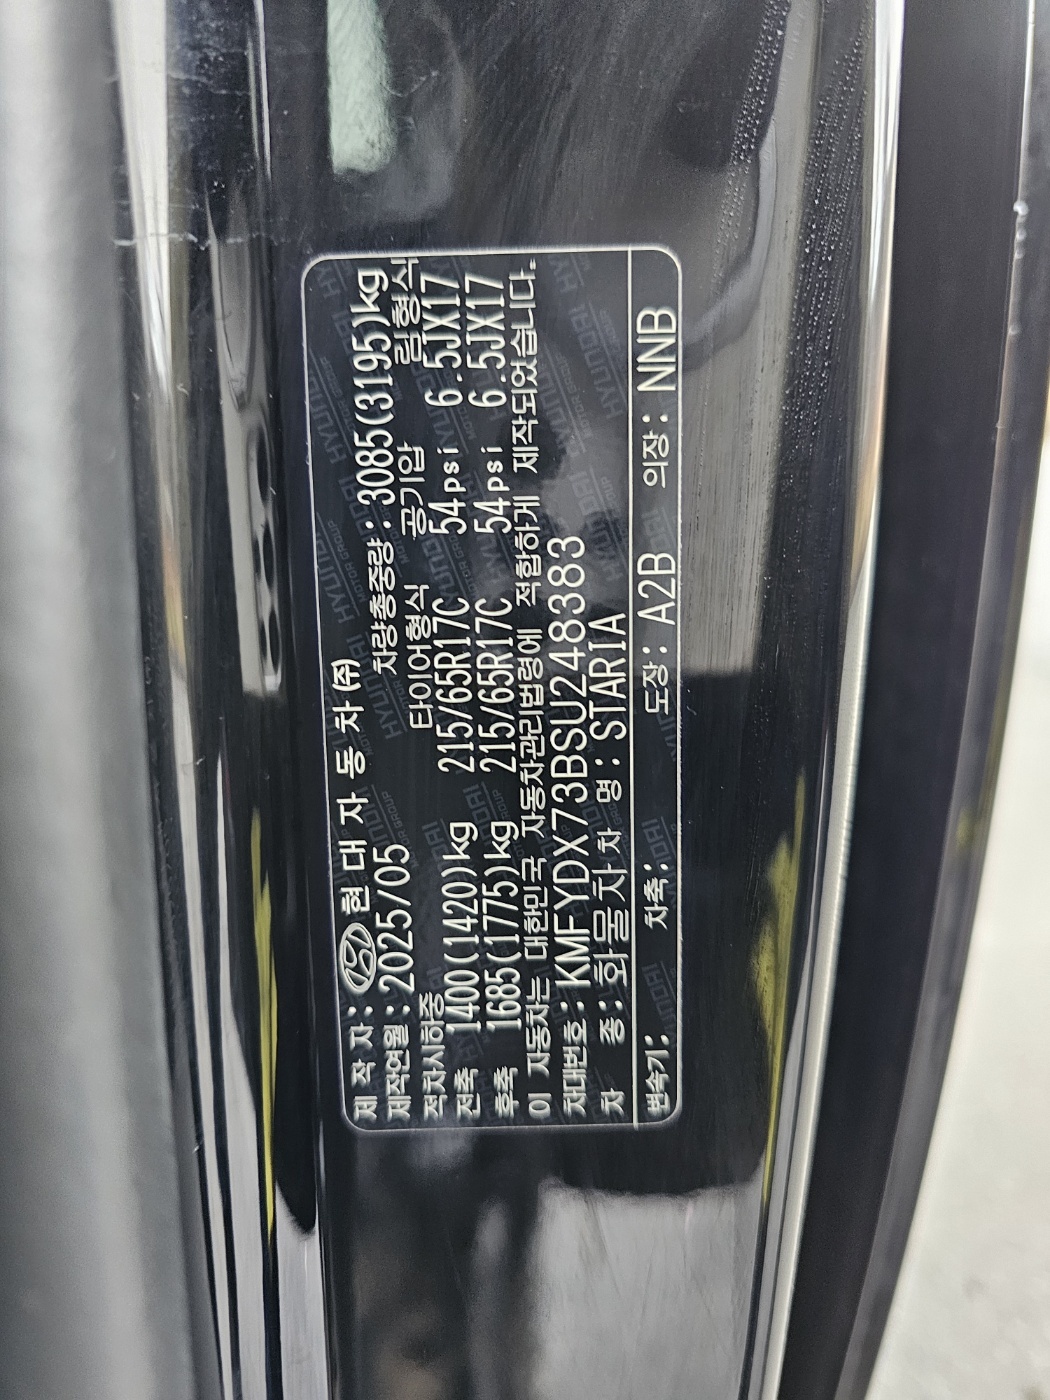 제 작 자: 현 대 자 동 차 ㈜
제작연월: 2025/05 차량총중량: 3085(3195)kg
적차시하중 타이어형식 공기압 림형식
전축 1400(1420)kg 215/65R17C 54psi 6.5JX17
후축 1685(1775)kg 215/65R17C 54psi 6.5JX17
이 자동차는 대한민국 자동차관리법령에 적합하게 제작되었습니다.
차대번호: KMFYDX73BSU248383
차 종: 화물차 차 명: STARIA
변속기: 차축: 도장: A2B 의장: NNB